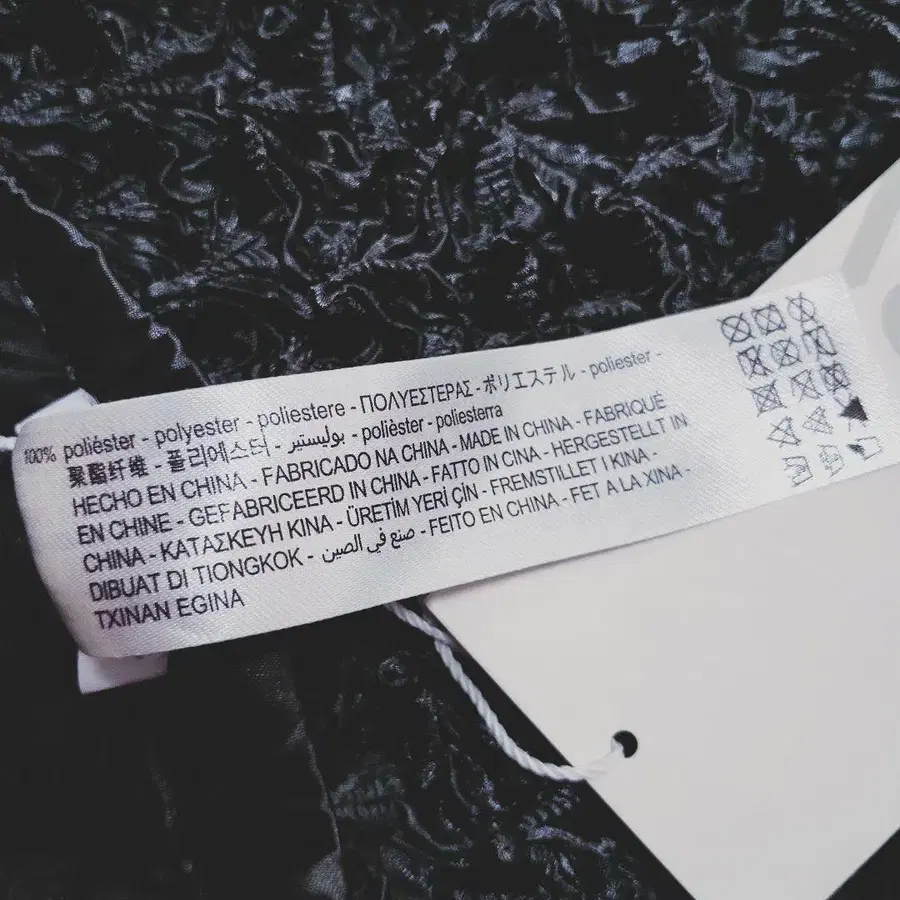 100% poliéster - polyester - poliestere - ΠΟΛΥΕΣΤΕΡΑΣ - ポリエステル - poliester -
聚酯纤维 - 폴리에스터 - بوليستير - polièster - poliesterra
HECHO EN CHINA - FABRICADO NA CHINA - MADE IN CHINA - FABRIQUÉ
EN CHINE - GEFABRICEERD IN CHINA - FATTO IN CINA - HERGESTELLT IN
CHINA - ΚΑΤΑΣΚΕΥΗ ΚΙΝΑ - ÜRETİM YERİ ÇİN - FREMSTILLET I KINA -
DIBUAT DI TIONGKOK - صنع في الصين - FEITO EN CHINA - FET A LA XINA -
TXINAN EGINA